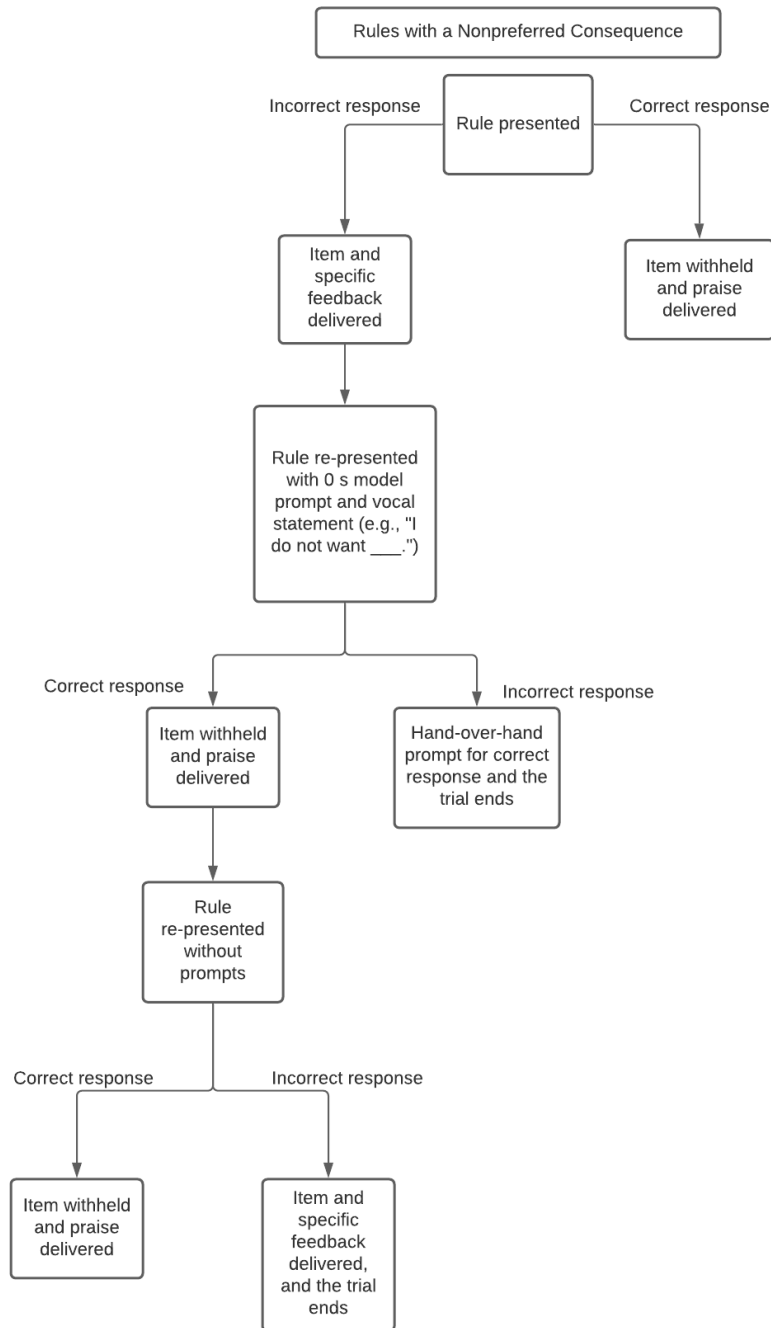 Rules with a Nonpreferred Consequence
Incorrect response
Rule presented
Correct response
Item and
specific
feedback
delivered
Item withheld
and praise
delivered
Rule re-presented
with 0 s model
prompt and vocal
statement (e.g., "I
do not want ___.")
Correct response
Incorrect response
Item withheld
and praise
delivered
Hand-over-hand
prompt for correct
response and the
trial ends
Rule
re-presented
without
prompts
Correct response
Incorrect response
Item withheld
and praise
delivered
Item and
specific
feedback
delivered,
and the trial
ends